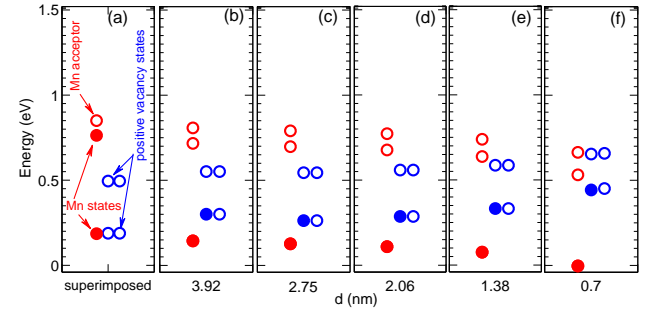 (a)
(b)
(c)
(d)
(e)
(f)
1.5
1
0.5
0
Energy (eV)
Mn acceptor
positive vacancy states
Mn states
superimposed
3.92
2.75
2.06
1.38
0.7
d (nm)